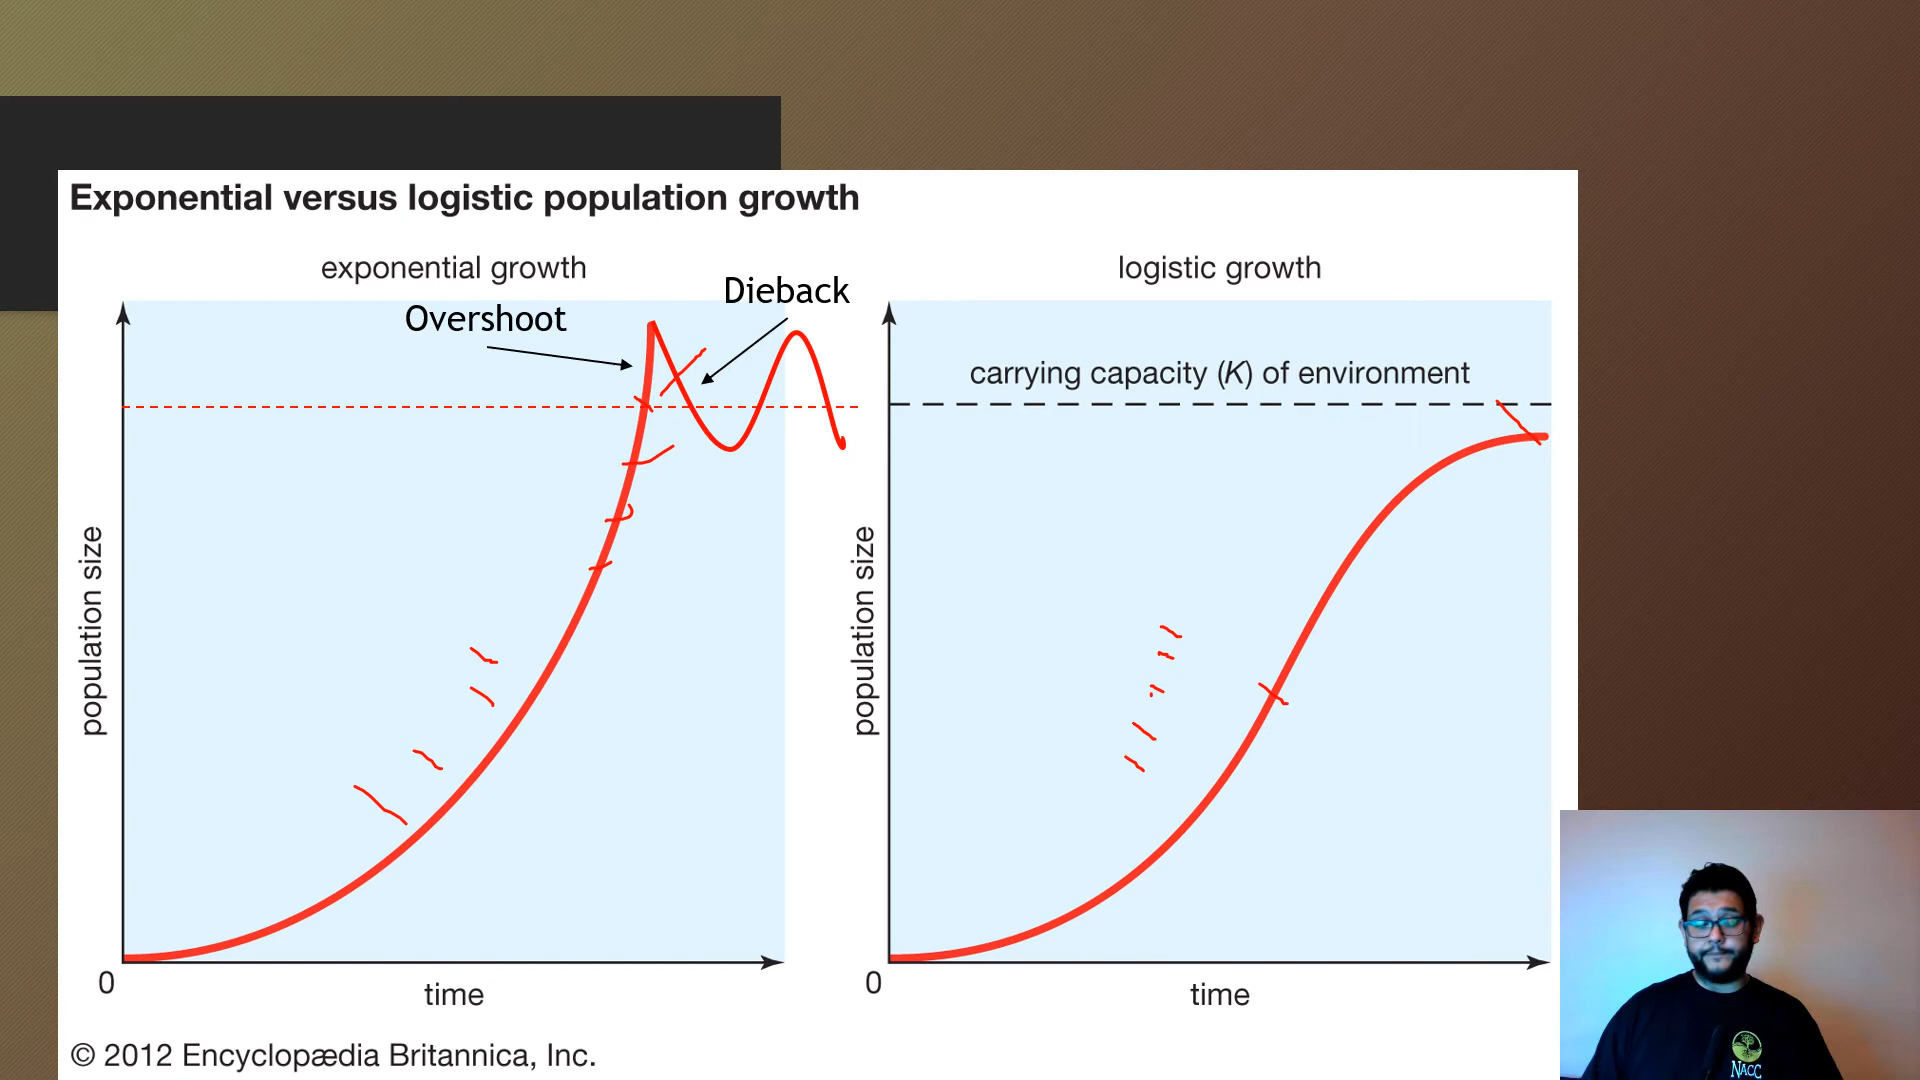 Exponential versus logistic population growth
exponential growth
Overshoot
Dieback
population size
0
time
logistic growth
carrying capacity (K) of environment
population size
0
time
© 2012 Encyclopædia Britannica, Inc.
NACC